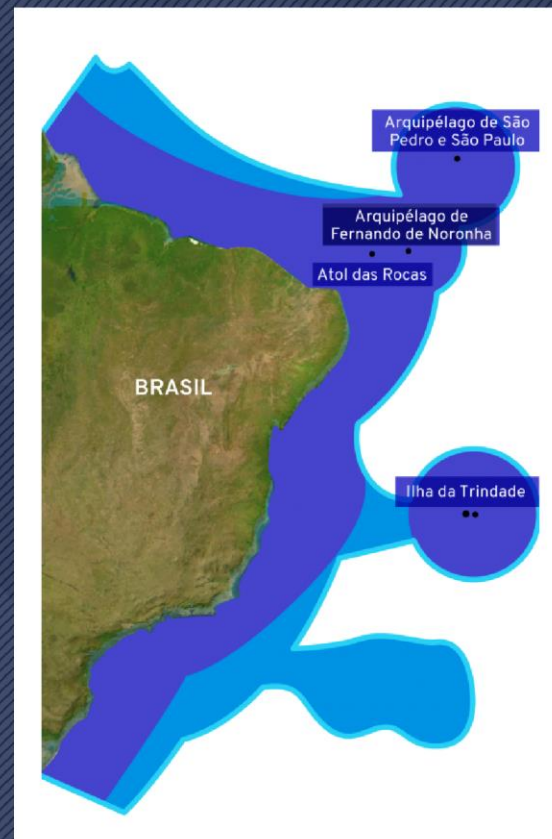 Arquipélago de São
Pedro e São Paulo
Arquipélago de
Fernando de Noronha
Atol das Rocas
BRASIL
Ilha da Trindade